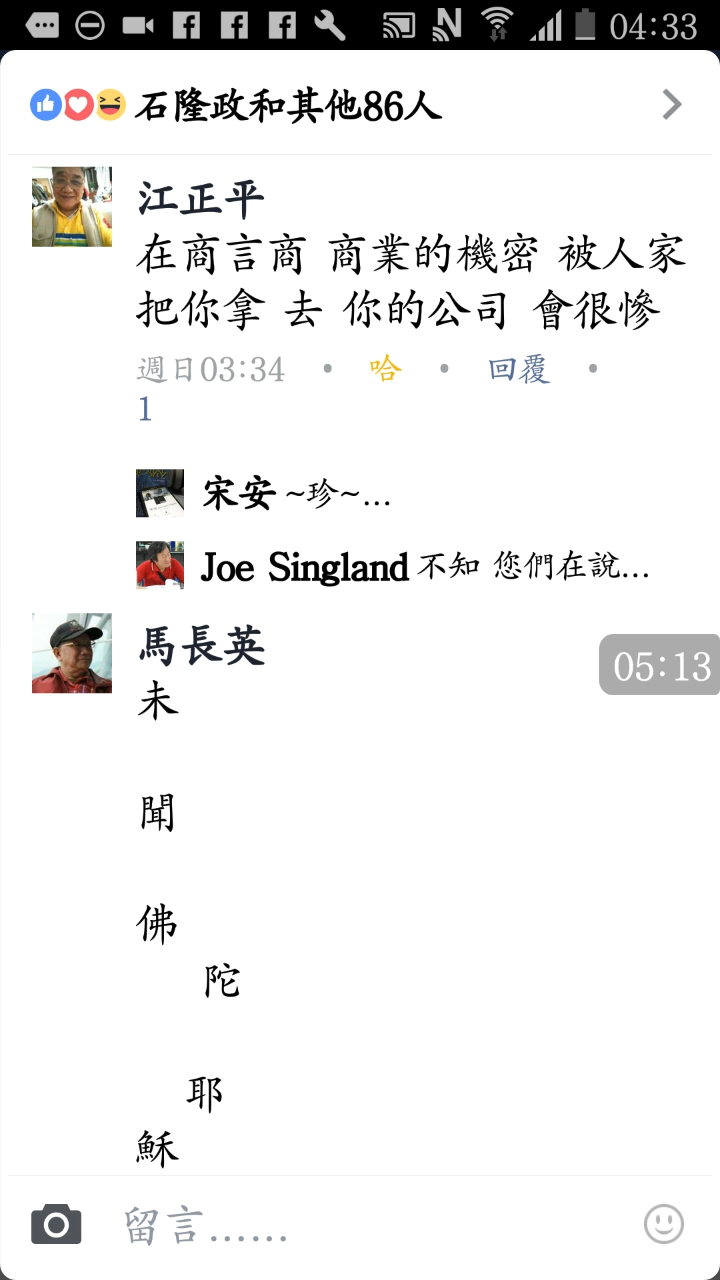 04:33
石隆政和其他86人
江正平
在商言商 商業的機密 被人家
把你拿 去 你的公司 會很慘
週日03:34 • 哈 • 回覆 •
1
宋安 ~珍~...
Joe Singland 不知 您們在說...
馬長英
05:13
未
聞
佛
陀
耶
穌
留言......